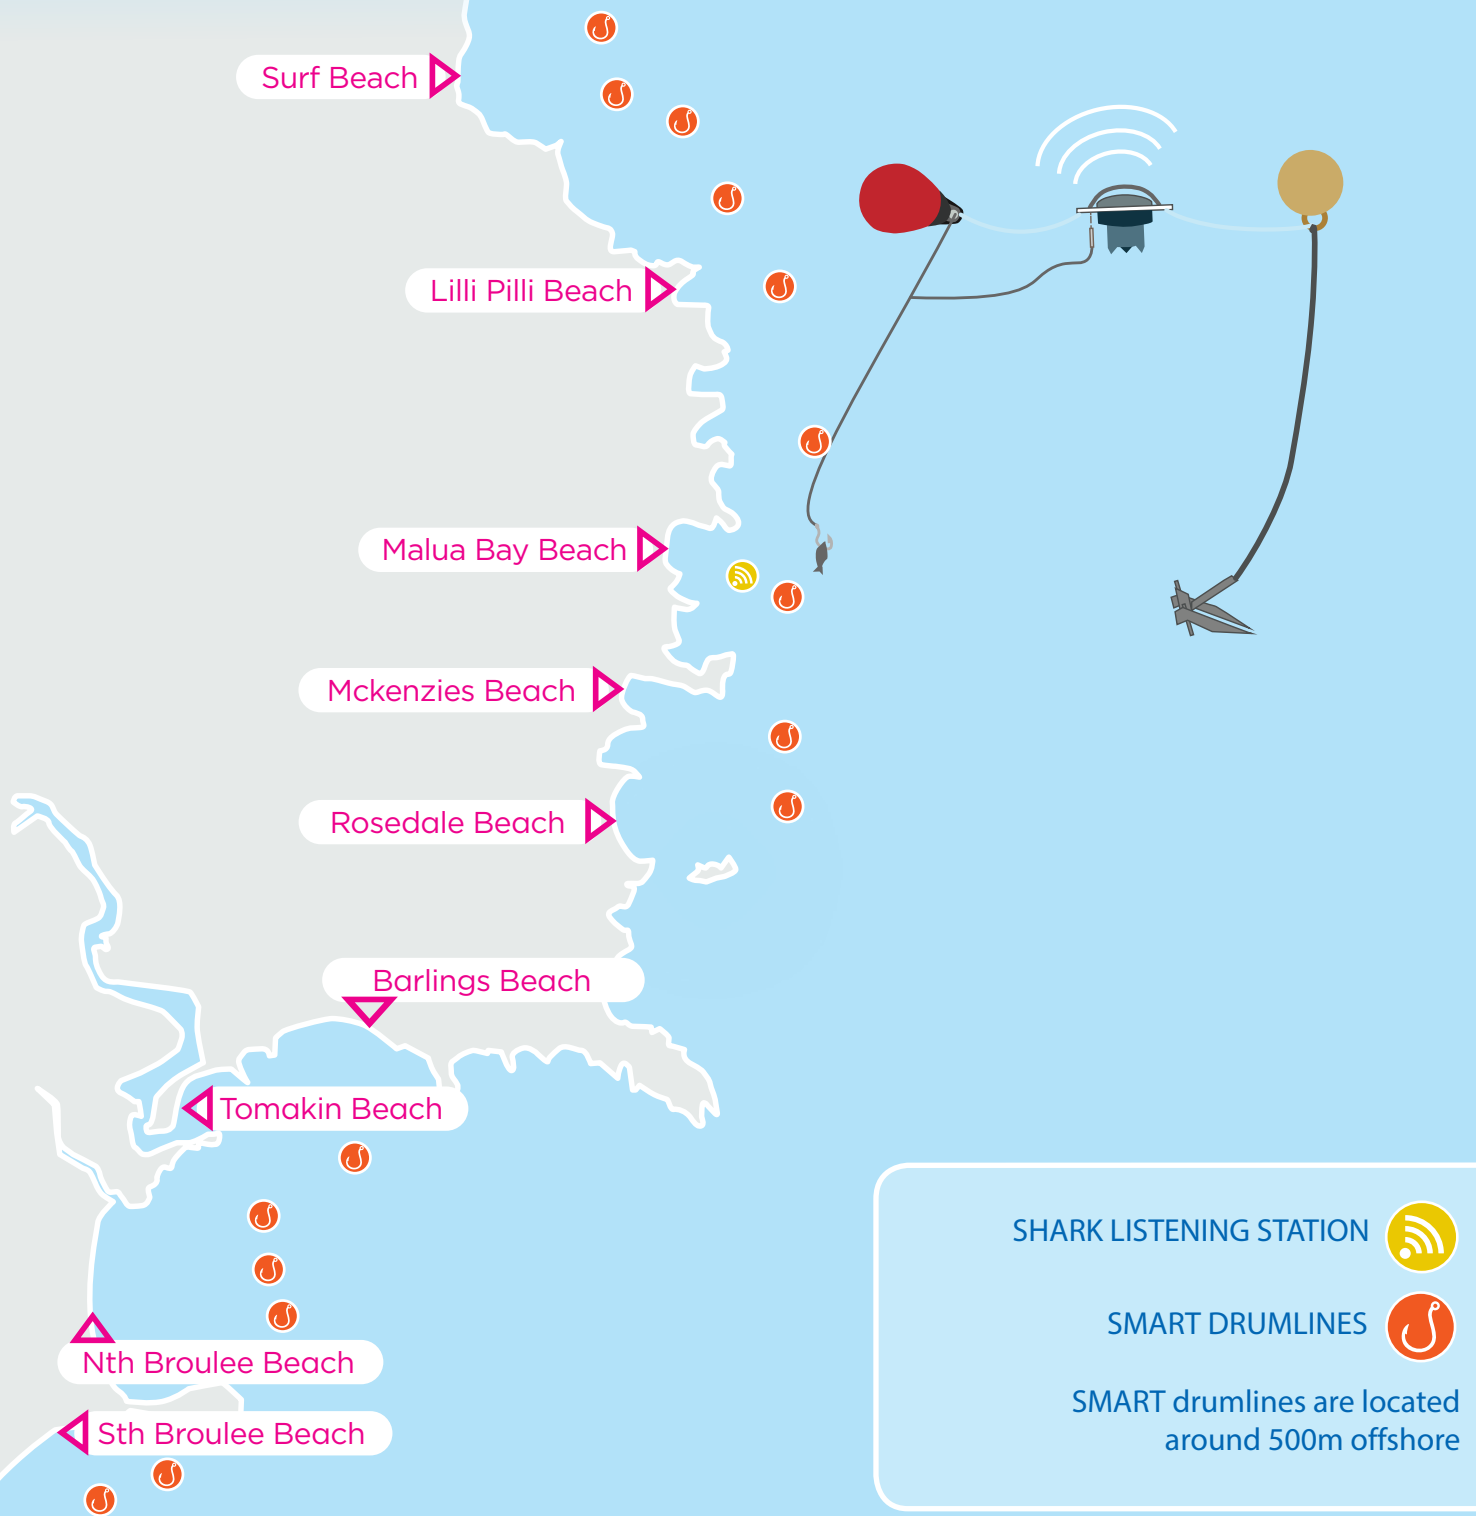 Surf Beach
Lilli Pilli Beach
Malua Bay Beach
Mckenzies Beach
Rosedale Beach
Barlings Beach
Tomakin Beach
Nth Broulee Beach
Sth Broulee Beach
SHARK LISTENING STATION
SMART DRUMLINES
SMART drumlines are located
around 500m offshore